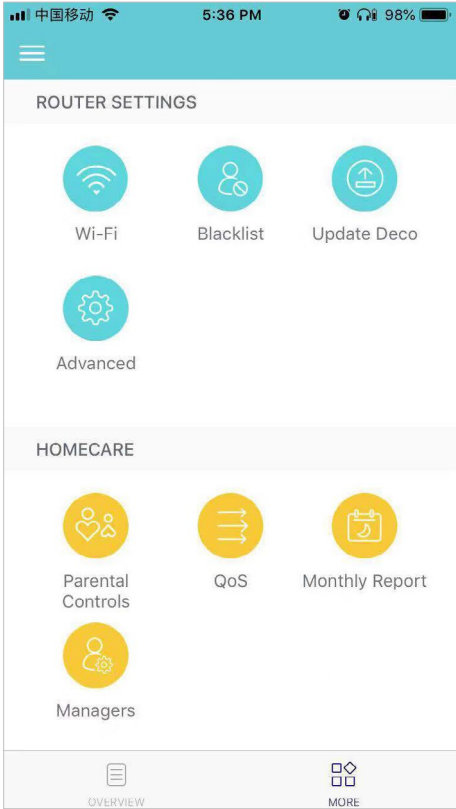 中国移动 5:36 PM 98%
ROUTER SETTINGS
Wi-Fi Blacklist Update Deco
Advanced
HOMECARE
Parental Controls QoS Monthly Report
Managers
OVERVIEW MORE